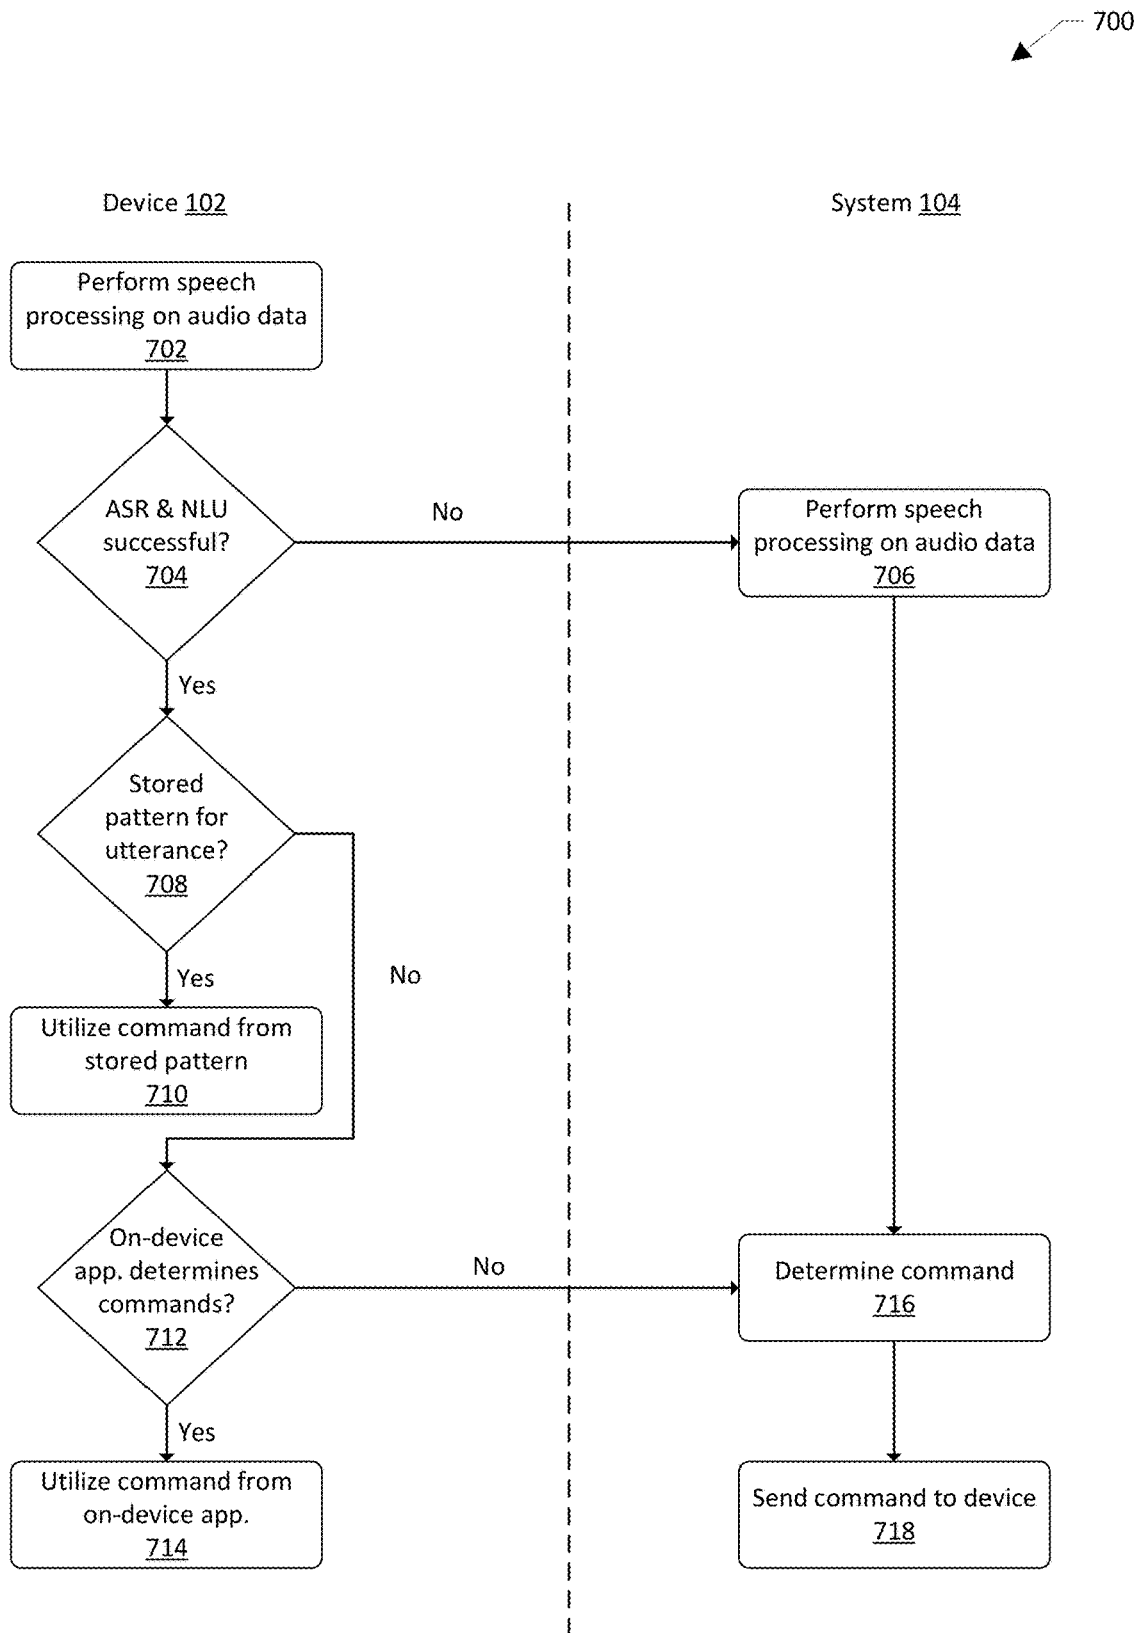 700
Device 102
System 104
Perform speech
processing on audio data
702
ASR & NLU
successful?
704
No
Perform speech
processing on audio data
706
Yes
Stored
pattern for
utterance?
708
No
Yes
Utilize command from
stored pattern
710
On-device
app. determines
commands?
712
No
Determine command
716
Yes
Utilize command from
on-device app.
714
Send command to device
718